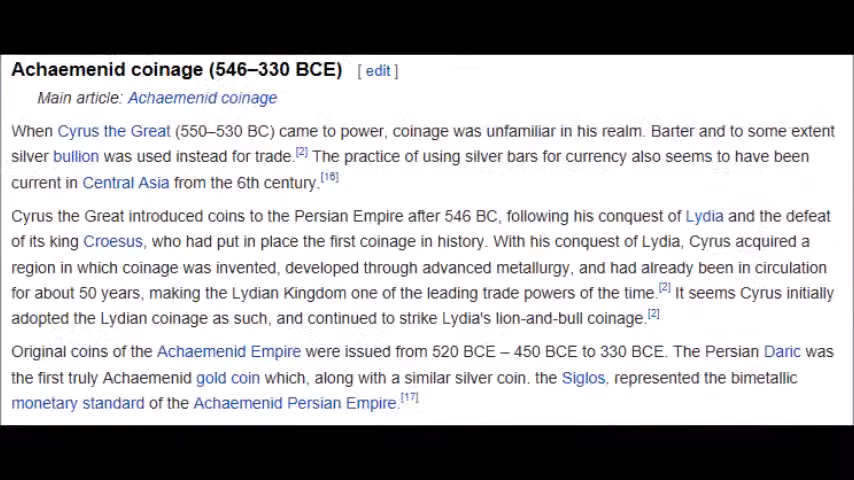 Achaemenid coinage (546–330 BCE) [ edit ]
Main article: Achaemenid coinage
When Cyrus the Great (550–530 BC) came to power, coinage was unfamiliar in his realm. Barter and to some extent
silver bullion was used instead for trade.[2] The practice of using silver bars for currency also seems to have been
current in Central Asia from the 6th century.[16]
Cyrus the Great introduced coins to the Persian Empire after 546 BC, following his conquest of Lydia and the defeat
of its king Croesus, who had put in place the first coinage in history. With his conquest of Lydia, Cyrus acquired a
region in which coinage was invented, developed through advanced metallurgy, and had already been in circulation
for about 50 years, making the Lydian Kingdom one of the leading trade powers of the time.[2] It seems Cyrus initially
adopted the Lydian coinage as such, and continued to strike Lydia's lion-and-bull coinage.[2]
Original coins of the Achaemenid Empire were issued from 520 BCE – 450 BCE to 330 BCE. The Persian Daric was
the first truly Achaemenid gold coin which, along with a similar silver coin. the Siglos, represented the bimetallic
monetary standard of the Achaemenid Persian Empire.[17]